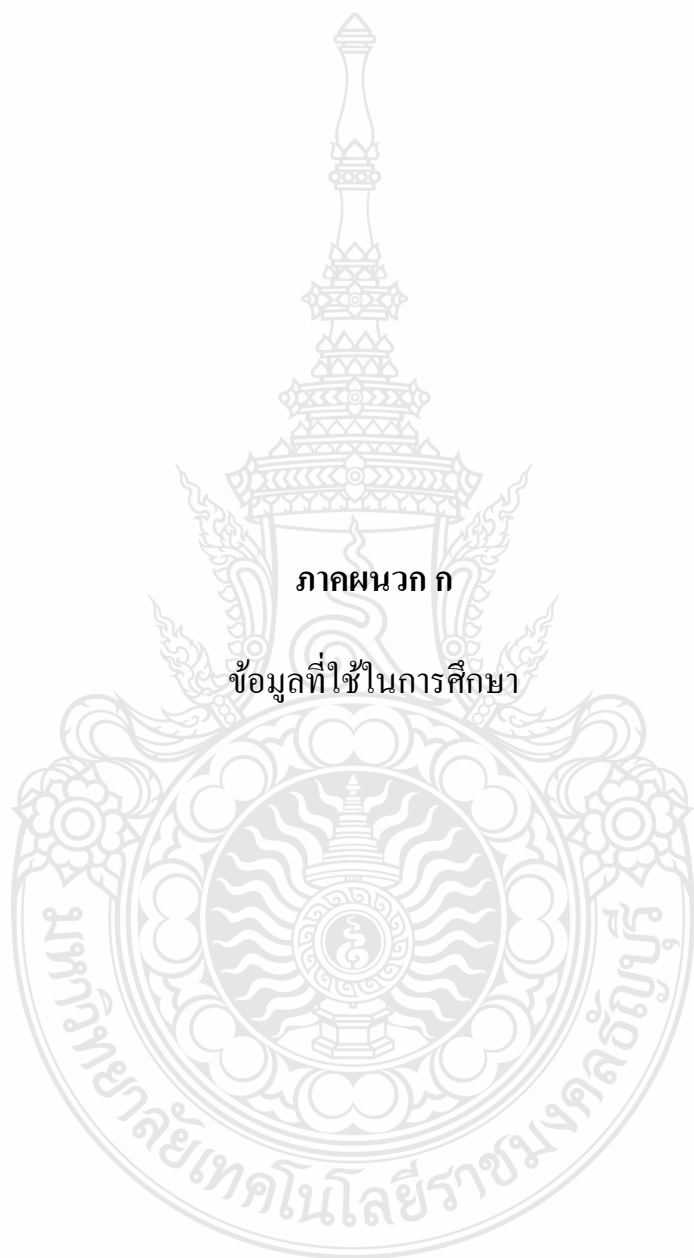 ภาคผนวก ก
ข้อมูลที่ใช้ในการศึกษา
มหาวิทยาลัยเทคโนโลยีราชมงคลธัญบุรี